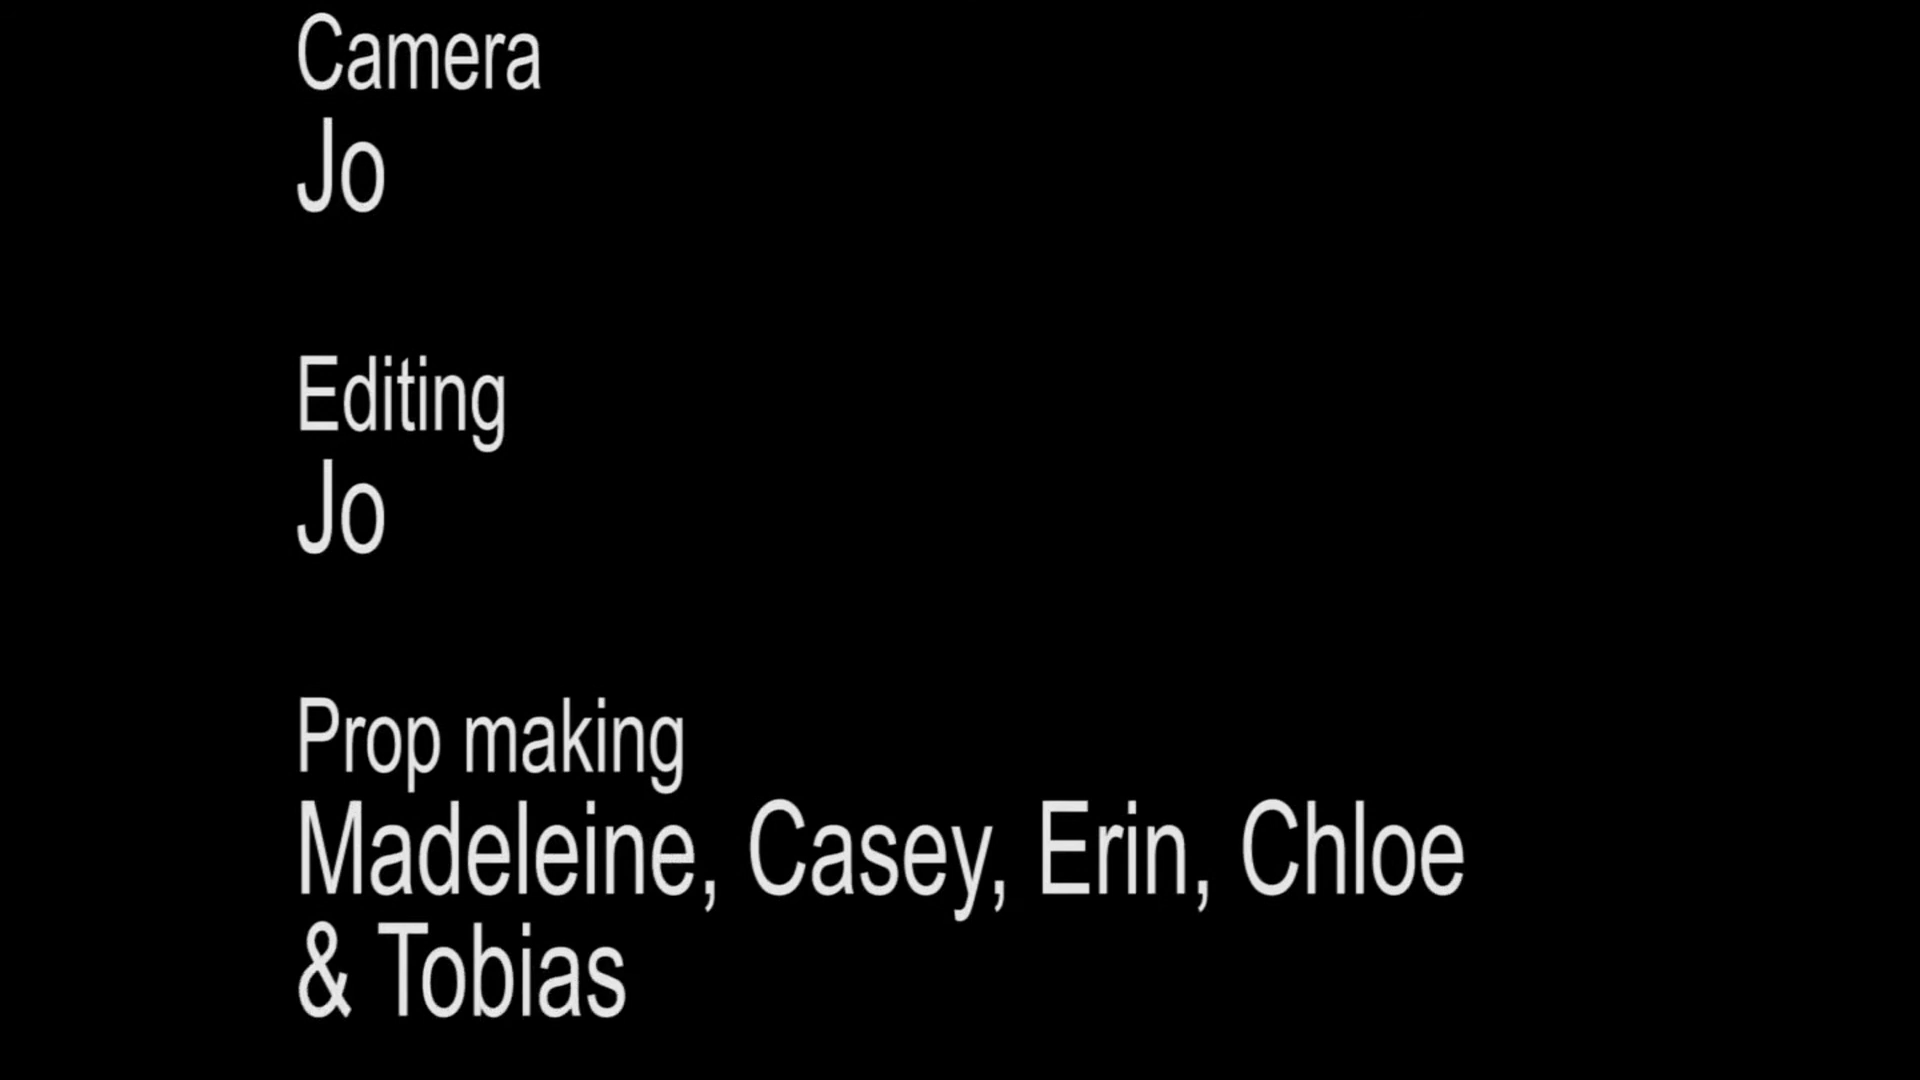 Camera
Jo
Editing
Jo
Prop making
Madeleine, Casey, Erin, Chloe
& Tobias